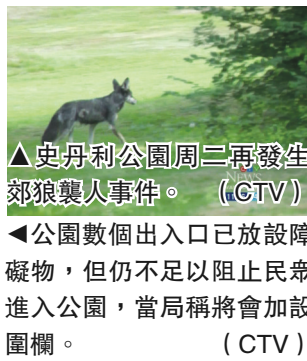 ▲史丹利公園周二再發生
郊狼襲人事件。 (CTV)
NEWS
◀公園數個出入口已放設障
礙物，但仍不足以阻止民衆
進入公園，當局稱將會加設
圍欄。 (CTV)